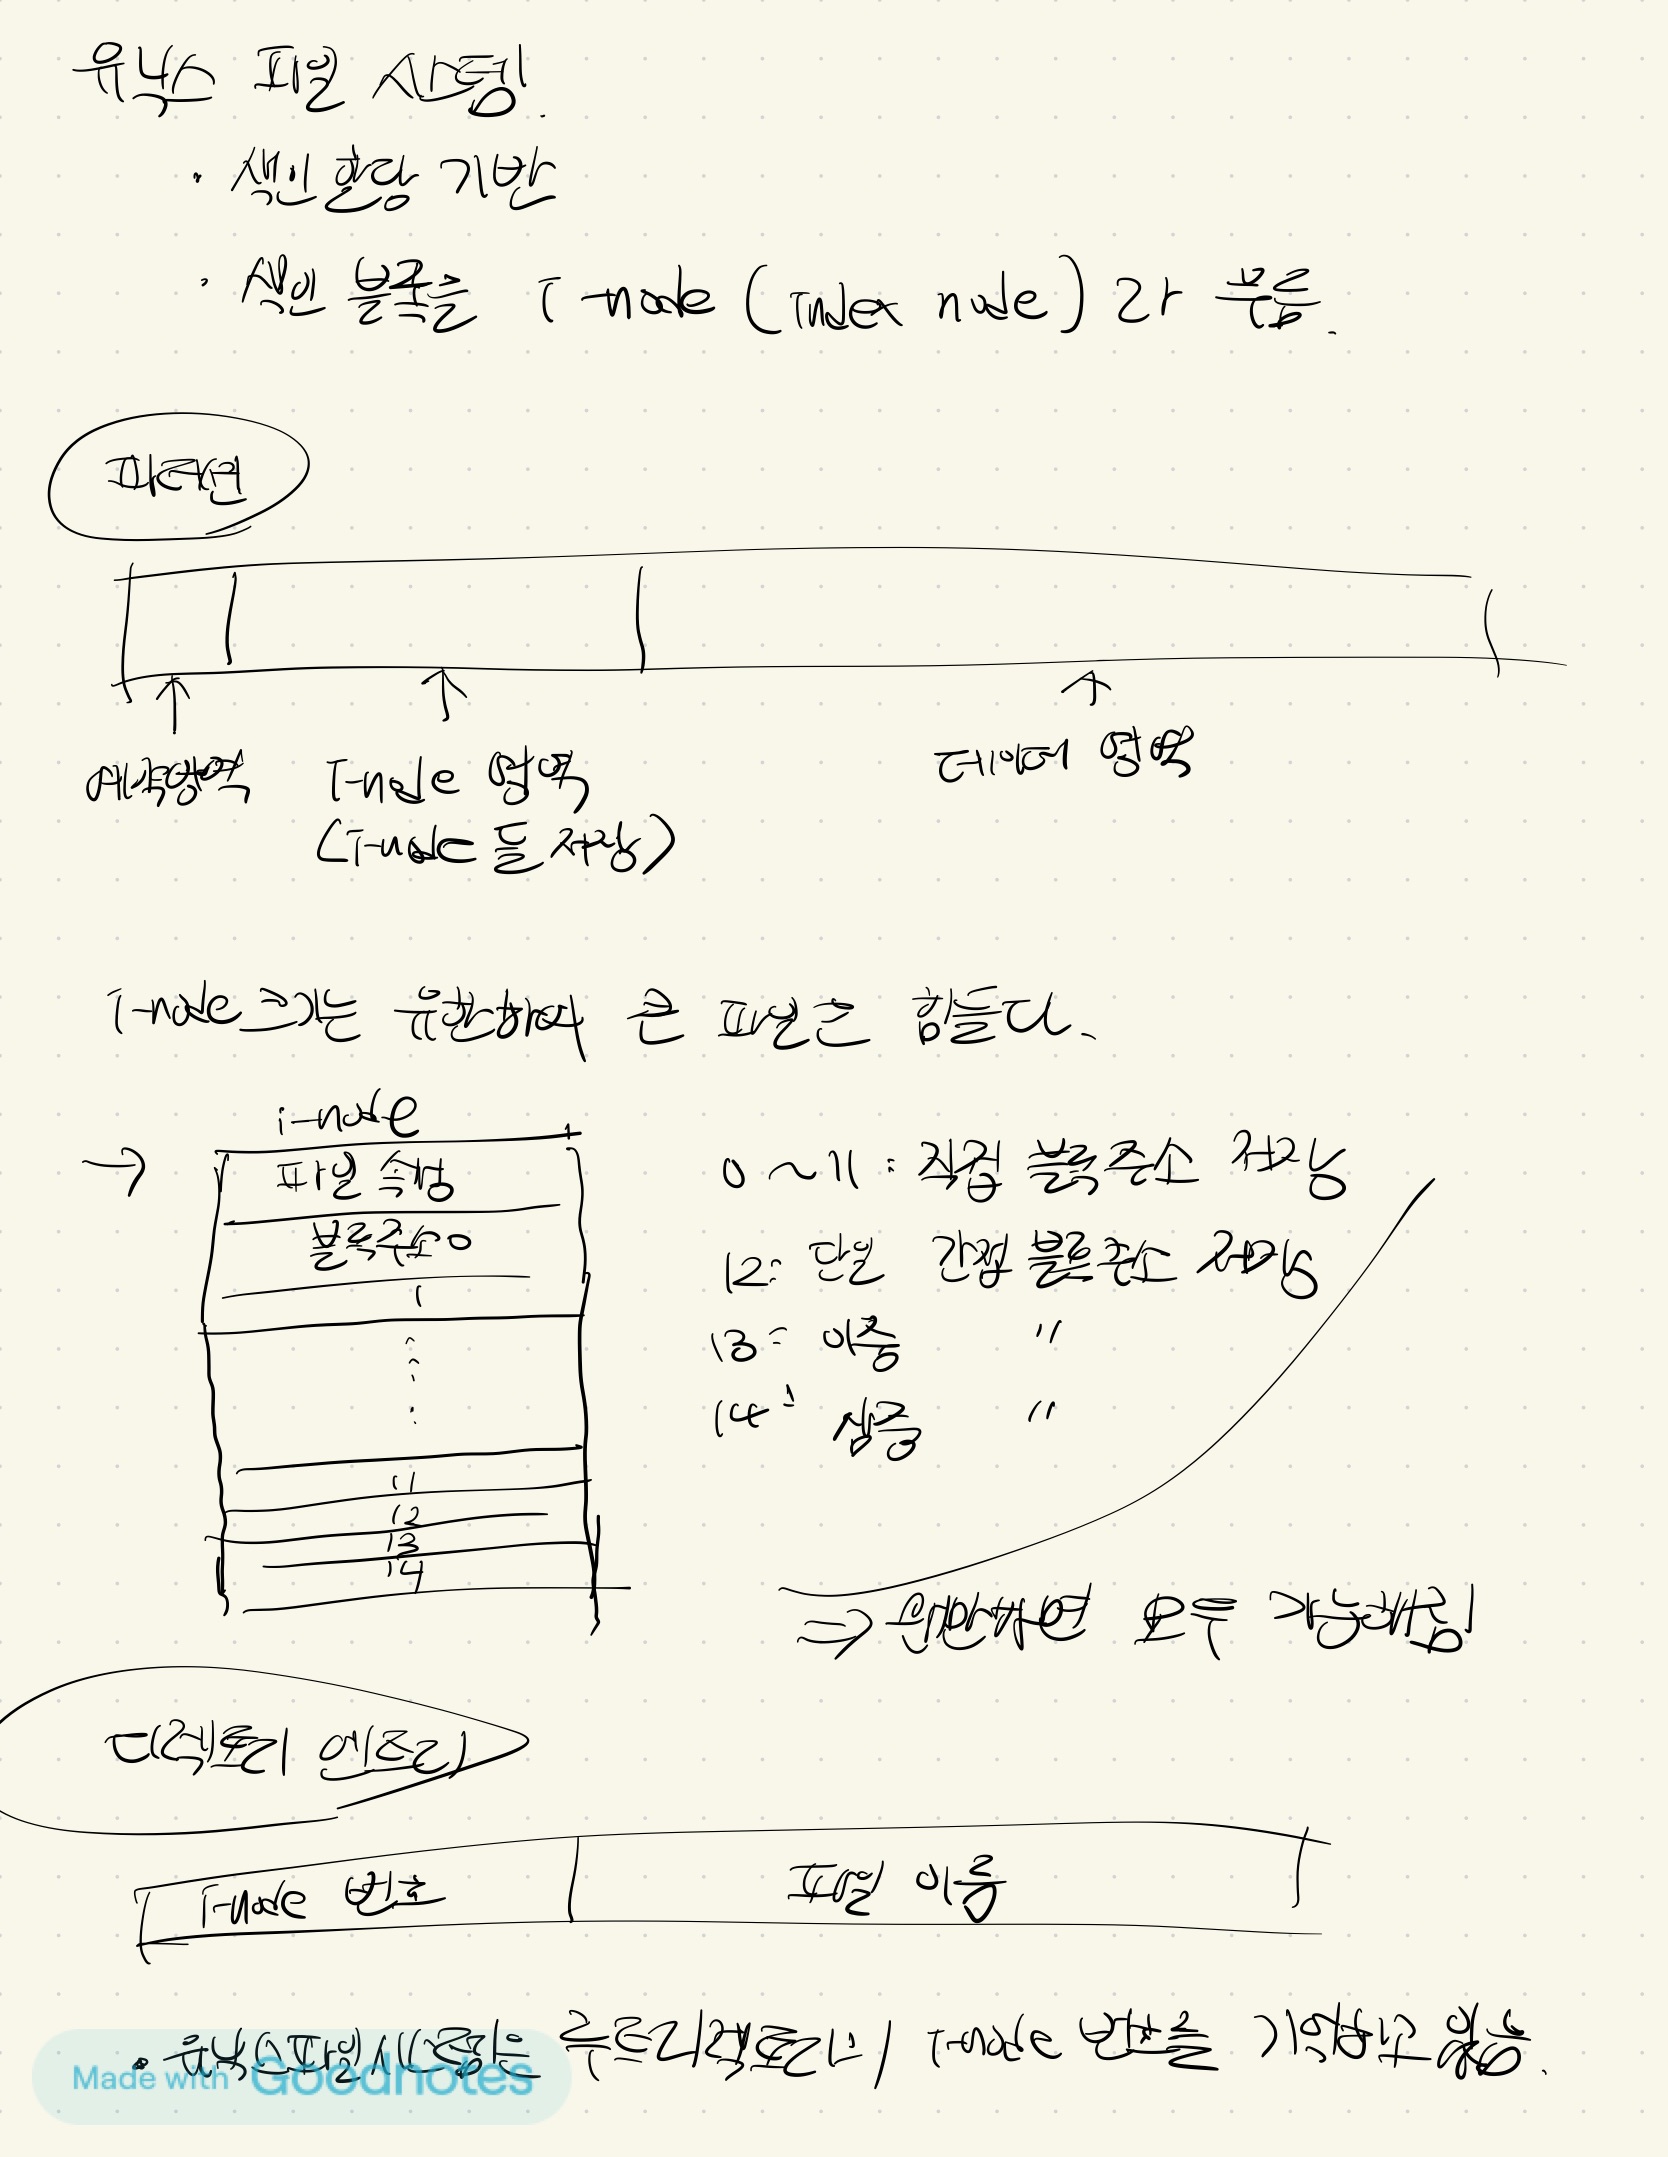 유닉스 파일 시스템.
· 색인 할당 기반
· 색인 블록을 I-node (Index node) 라 부름.
파티션
예약영역
I-node 영역
(I-node 들 저장)
데이터 영역
I-node 크기는 유한하여 큰 파일은 힘들다.
→
i-node
파일 속성
블록주소 0
1
11
12
13
14
0 ~ 11 : 직접 블록 주소 저장
12: 단일 간접 블록주소 저장
13: 이중 "
14: 삼중 "
⇒ 웬만하면 모두 가능해짐
디렉토리 엔트리
I-node 번호
파일 이름
· 유닉스파일시스템은 루트디렉토리의 I-node 번호를 기억하고 있음.
Made with Goodnotes